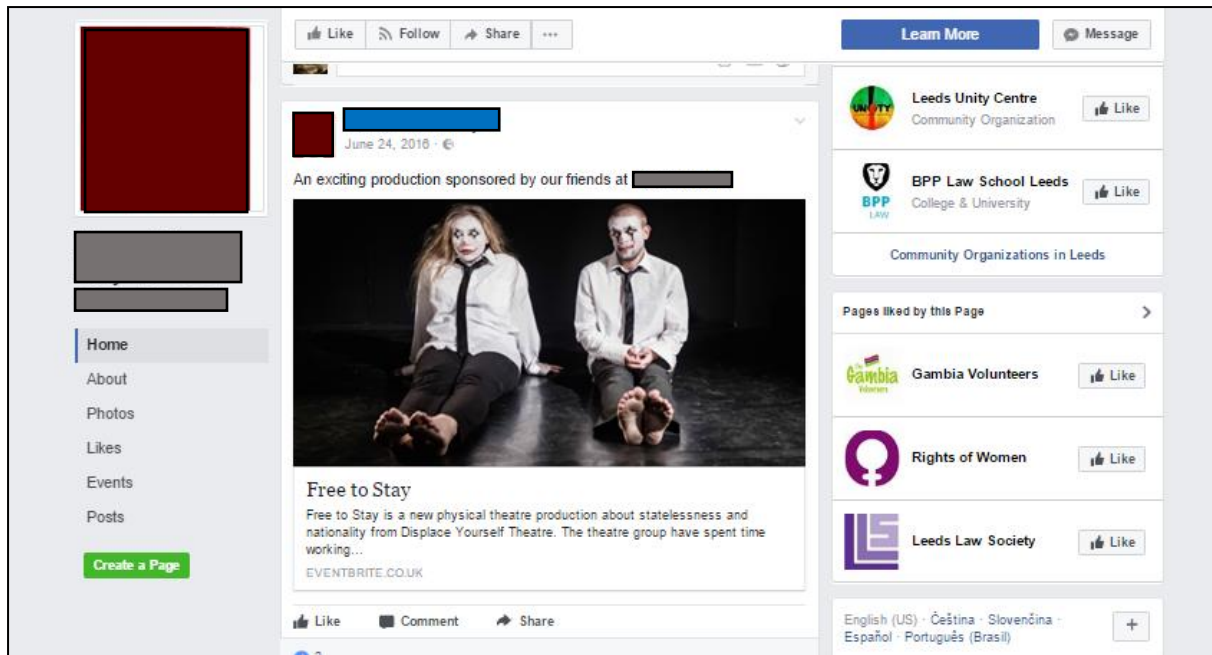 Like Follow Share ...
Learn More Message
June 24, 2016
An exciting production sponsored by our friends at
Free to Stay
Free to Stay is a new physical theatre production about statelessness and
nationality from Displace Yourself Theatre. The theatre group have spent time
working...
EVENTBRITE.CO.UK
Like Comment Share
Home
About
Photos
Likes
Events
Posts
Create a Page
UNITY
Leeds Unity Centre
Community Organization
Like
BPP
LAW
BPP Law School Leeds
College & University
Like
Community Organizations in Leeds
Pages liked by this Page
Gambia
Gambia Volunteers
Like
Rights of Women
Like
Leeds Law Society
Like
English (US) · Čeština · Slovenčina ·
Español · Português (Brasil)
+